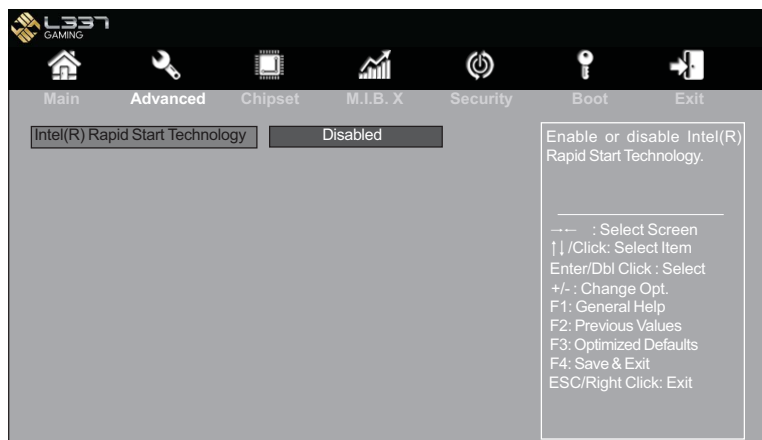 L337
GAMING
Main Advanced Chipset M.I.B. X Security Boot Exit
Intel(R) Rapid Start Technology Disabled
Enable or disable Intel(R)
Rapid Start Technology.
→← : Select Screen
↑↓/Click: Select Item
Enter/Dbl Click : Select
+/- : Change Opt.
F1: General Help
F2: Previous Values
F3: Optimized Defaults
F4: Save & Exit
ESC/Right Click: Exit